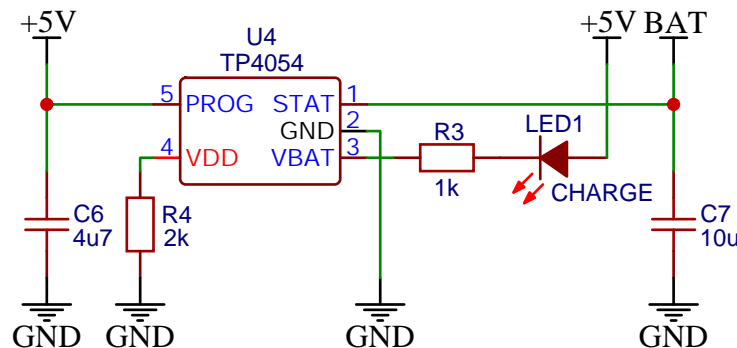 +5V
U4
TP4054
+5V
BAT
5
PROG
STAT
1
GND
2
4
VDD
VBAT
3
R3
1k
LED1
CHARGE
C6
4u7
R4
2k
C7
10u
GND
GND
GND
GND